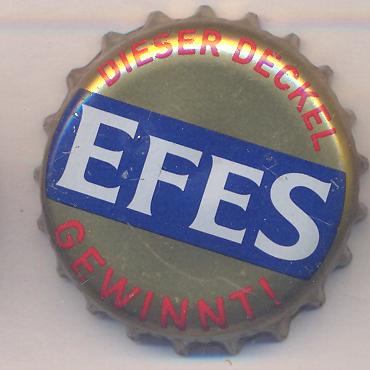 DIESER DECKEL
EFES
GEWINNT!